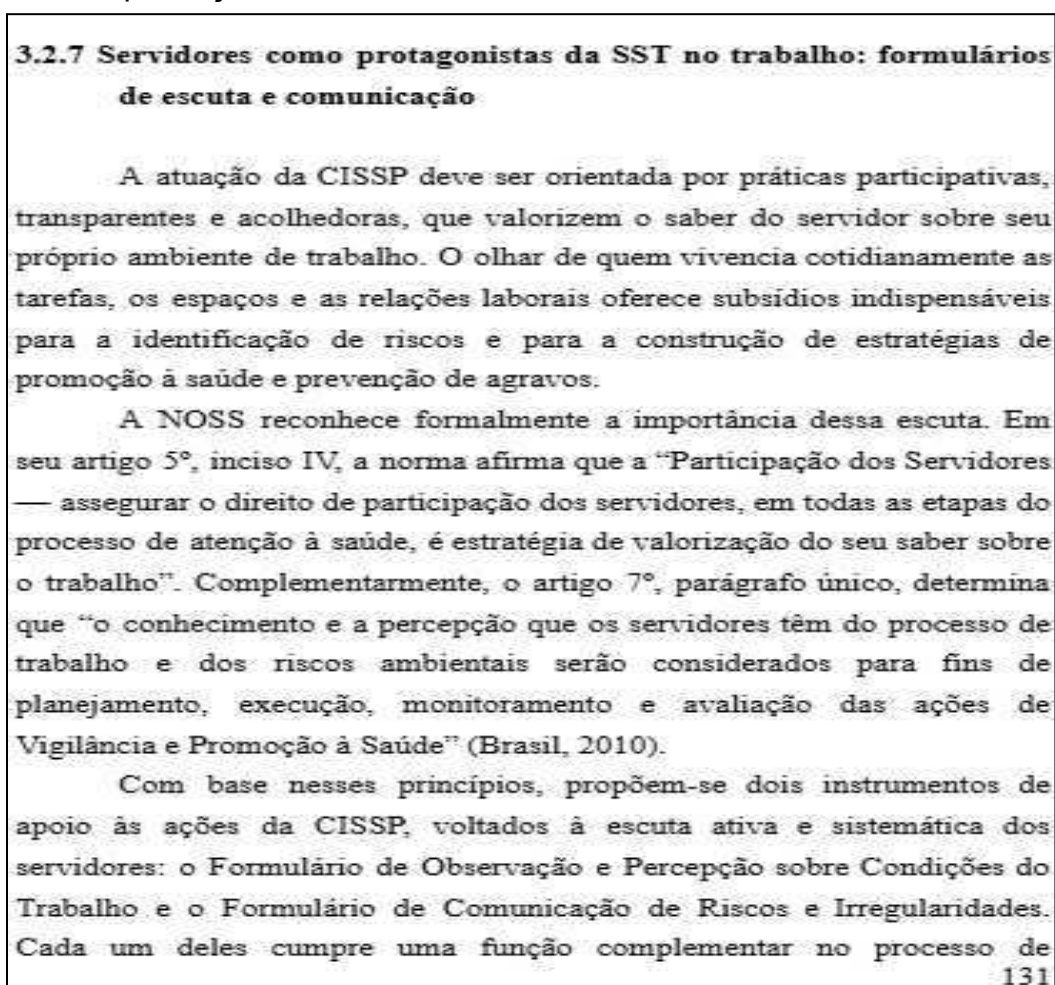 3.2.7 Servidores como protagonistas da SST no trabalho: formulários
de escuta e comunicação
A atuação da CISSP deve ser orientada por práticas participativas,
transparentes e acolhedoras, que valorizem o saber do servidor sobre seu
próprio ambiente de trabalho. O olhar de quem vivencia cotidianamente as
tarefas, os espaços e as relações laborais oferece subsídios indispensáveis
para a identificação de riscos e para a construção de estratégias de
promoção à saúde e prevenção de agravos.
A NOSS reconhece formalmente a importância dessa escuta. Em
seu artigo 5º, inciso IV, a norma afirma que a “Participação dos Servidores
— assegurar o direito de participação dos servidores, em todas as etapas do
processo de atenção à saúde, é estratégia de valorização do seu saber sobre
o trabalho”. Complementarmente, o artigo 7º, parágrafo único, determina
que “o conhecimento e a percepção que os servidores têm do processo de
trabalho e dos riscos ambientais serão considerados para fins de
planejamento, execução, monitoramento e avaliação das ações de
Vigilância e Promoção à Saúde” (Brasil, 2010).
Com base nesses princípios, propõem-se dois instrumentos de
apoio às ações da CISSP, voltados à escuta ativa e sistemática dos
servidores: o Formulário de Observação e Percepção sobre Condições do
Trabalho e o Formulário de Comunicação de Riscos e Irregularidades.
Cada um deles cumpre uma função complementar no processo de
131